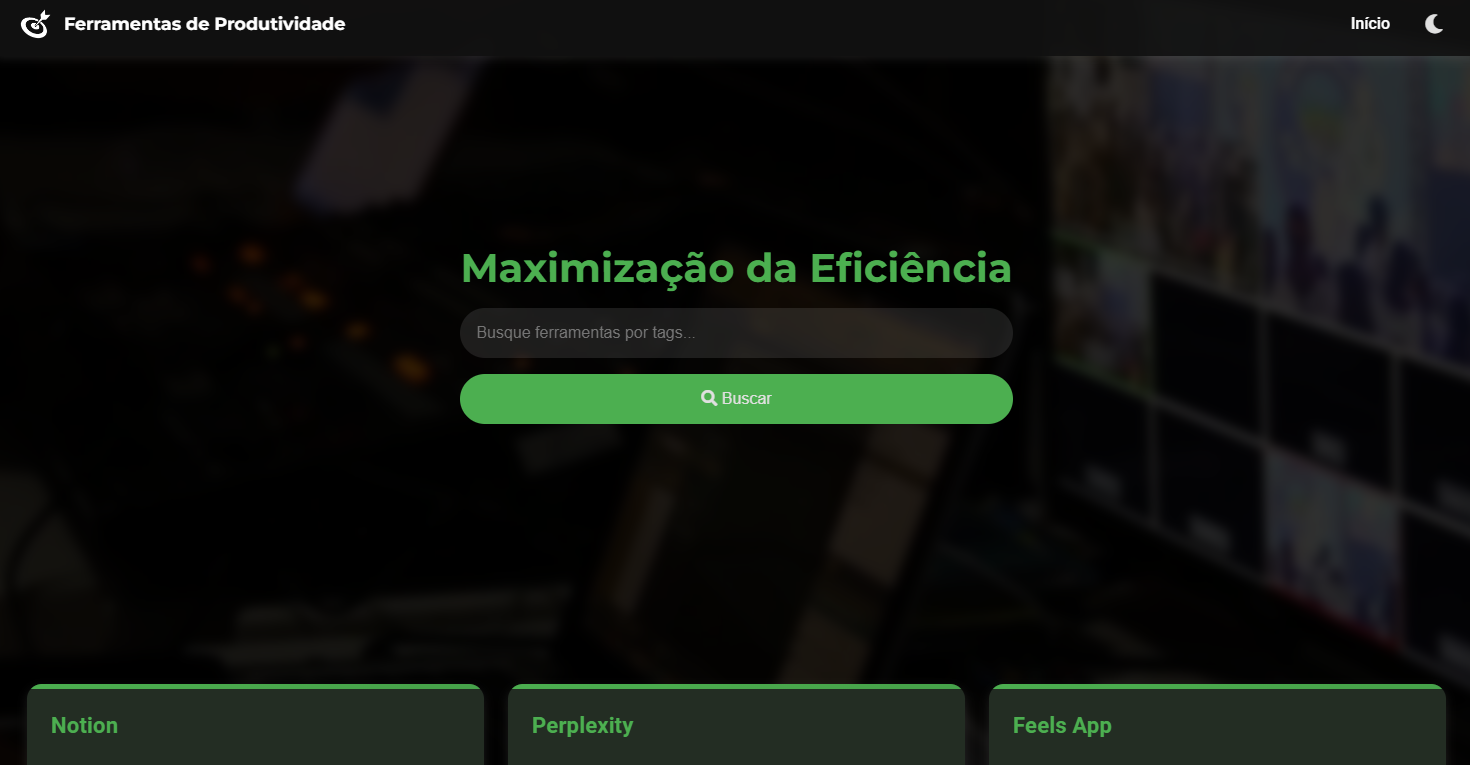 Ferramentas de Produtividade
Início
Maximização da Eficiência
Busque ferramentas por tags...
Buscar
Notion
Perplexity
Feels App